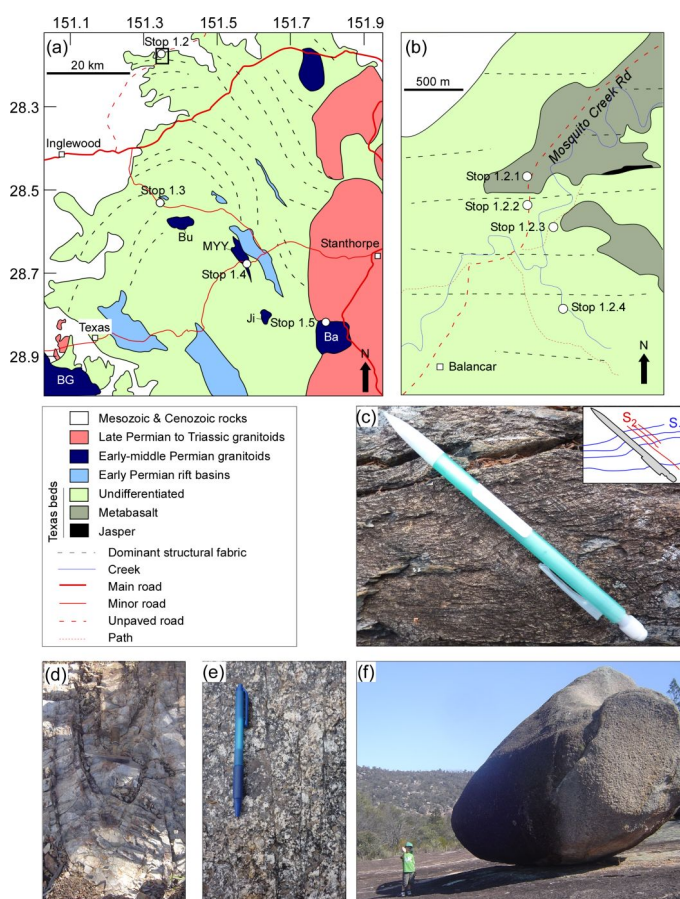 151.3 151.5 151.7 151.9
(a)
Stop 1.2
20 km
28.3
Inglewood
28.5
Stop 1.3
Bu
MYY
Stanthorpe
28.7
Stop 1.4
Ji
Stop 1.5
Texas
Ba
N
28.9
BG
(b)
500 m
Mosquito Creek Rd
Stop 1.2.1
Stop 1.2.2
Stop 1.2.3
Stop 1.2.4
N
Balancar
Mesozoic & Cenozoic rocks
Late Permian to Triassic granitoids
Early-middle Permian granitoids
Early Permian rift basins
Texas beds
Undifferentiated
Metabasalt
Jasper
Dominant structural fabric
Creek
Main road
Minor road
Unpaved road
Path
(c)
S2
(d)
(e)
(f)